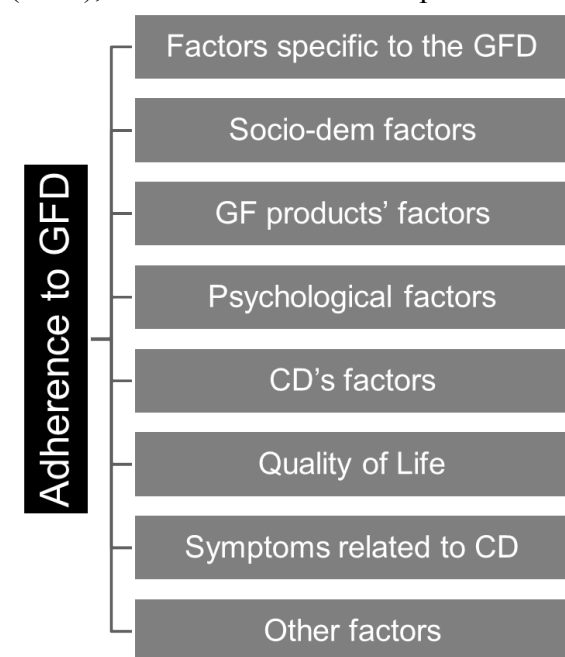 Factors specific to the GFD
Socio-dem factors
GF products’ factors
Psychological factors
CD’s factors
Quality of Life
Symptoms related to CD
Other factors
Adherence to GFD